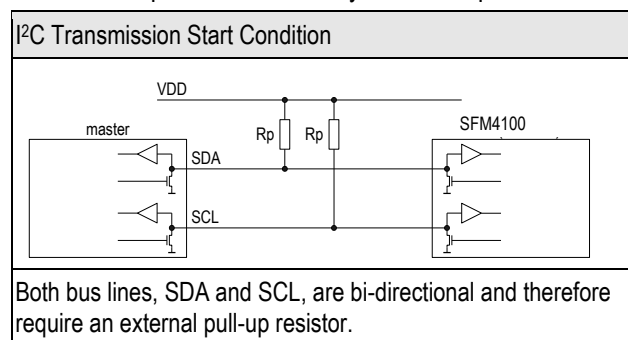 I²C Transmission Start Condition
VDD
master
Rp
Rp
SFM4100
SDA
SCL
Both bus lines, SDA and SCL, are bi-directional and therefore
require an external pull-up resistor.